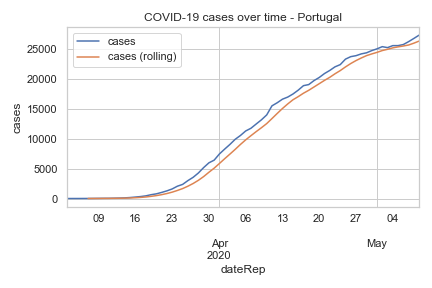 COVID-19 cases over time - Portugal
cases
cases (rolling)
cases
25000
20000
15000
10000
5000
0
09 16 23 30 06 13 20 27 04
Apr May
2020
dateRep